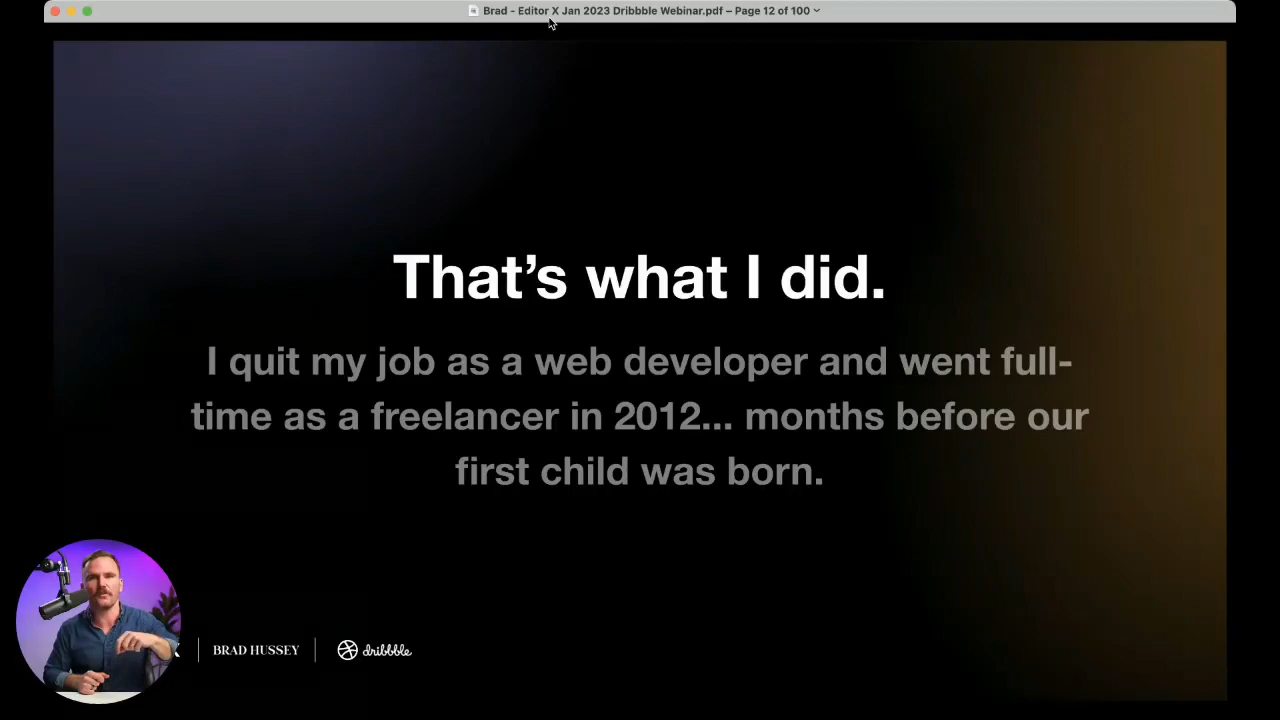 Brad - Editor X Jan 2023 Dribbble Webinar.pdf – Page 12 of 100
That's what I did.
I quit my job as a web developer and went full-
time as a freelancer in 2012... months before our
first child was born.
BRAD HUSSEY
dribbble